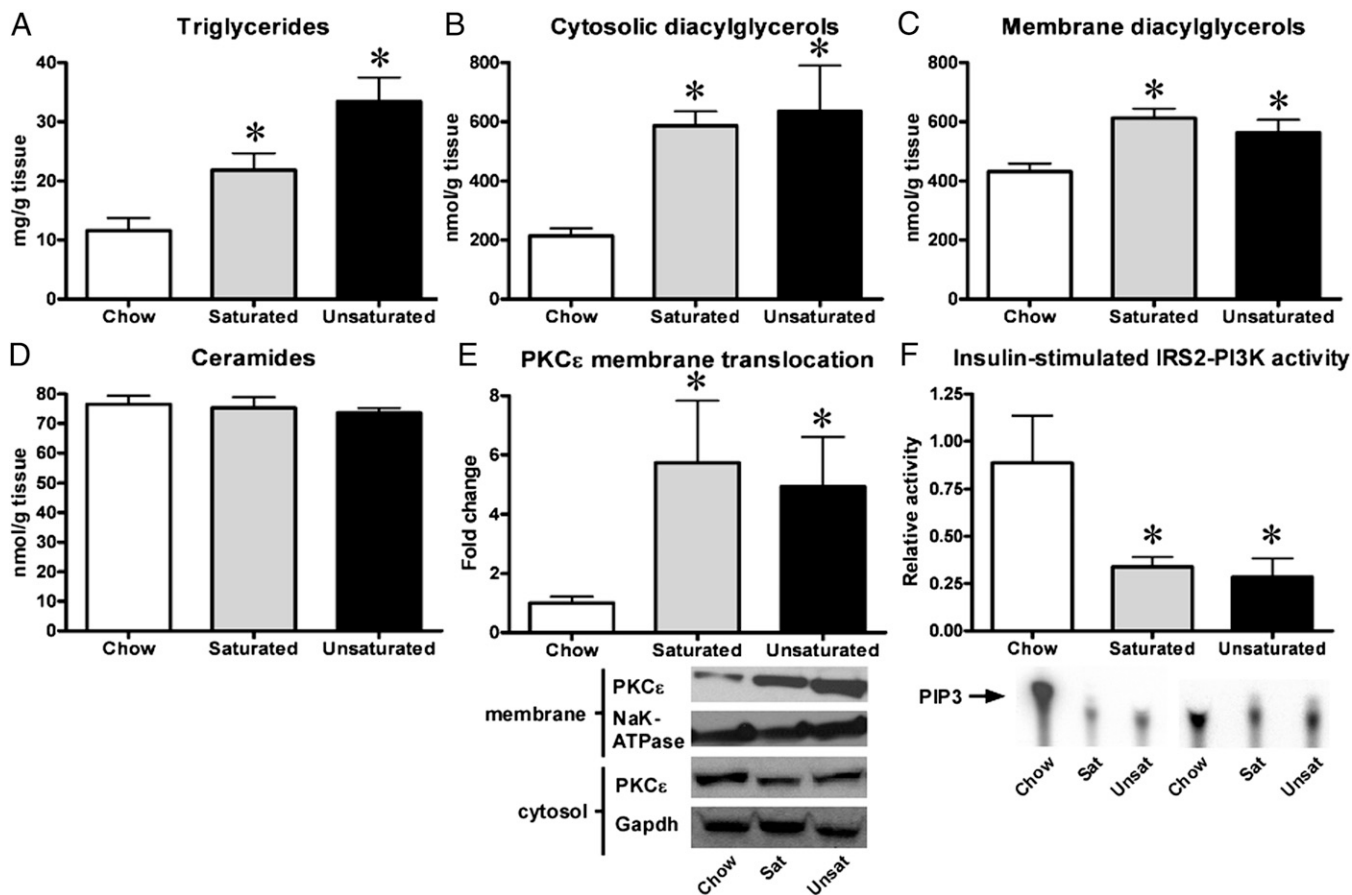 A
Triglycerides
mg/g tissue
40
30
20
10
0
*
*
Chow
Saturated
Unsaturated
B
Cytosolic diacylglycerols
nmol/g tissue
800
600
400
200
0
*
*
Chow
Saturated
Unsaturated
C
Membrane diacylglycerols
nmol/g tissue
800
600
400
200
0
*
*
Chow
Saturated
Unsaturated
D
Ceramides
nmol/g tissue
80
70
60
50
40
30
20
10
0
Chow
Saturated
Unsaturated
E
PKCε membrane translocation
Fold change
8
6
4
2
0
*
*
Chow
Saturated
Unsaturated
membrane
PKCε
NaK-
ATPase
cytosol
PKCε
Gapdh
Chow
Sat
Unsat
F
Insulin-stimulated IRS2-PI3K activity
Relative activity
1.25
1.00
0.75
0.50
0.25
0.00
*
*
Chow
Saturated
Unsaturated
PIP3
Chow
Sat
Unsat
Chow
Sat
Unsat